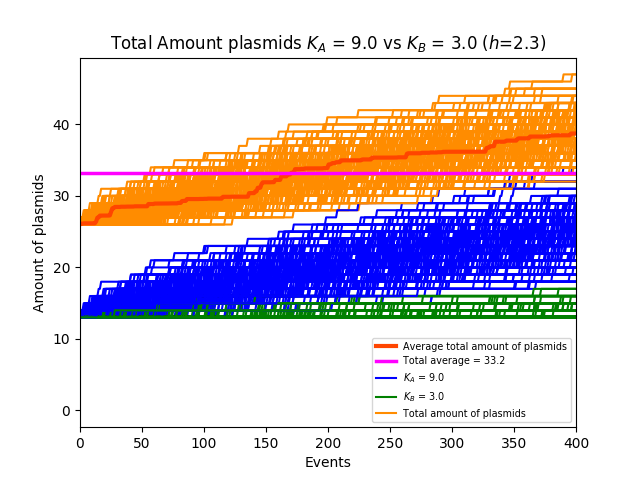 Total Amount plasmids K_A = 9.0 vs K_B = 3.0 (h=2.3)
Amount of plasmids
40
30
20
10
0
Average total amount of plasmids
Total average = 33.2
K_A = 9.0
K_B = 3.0
Total amount of plasmids
0 50 100 150 200 250 300 350 400
Events